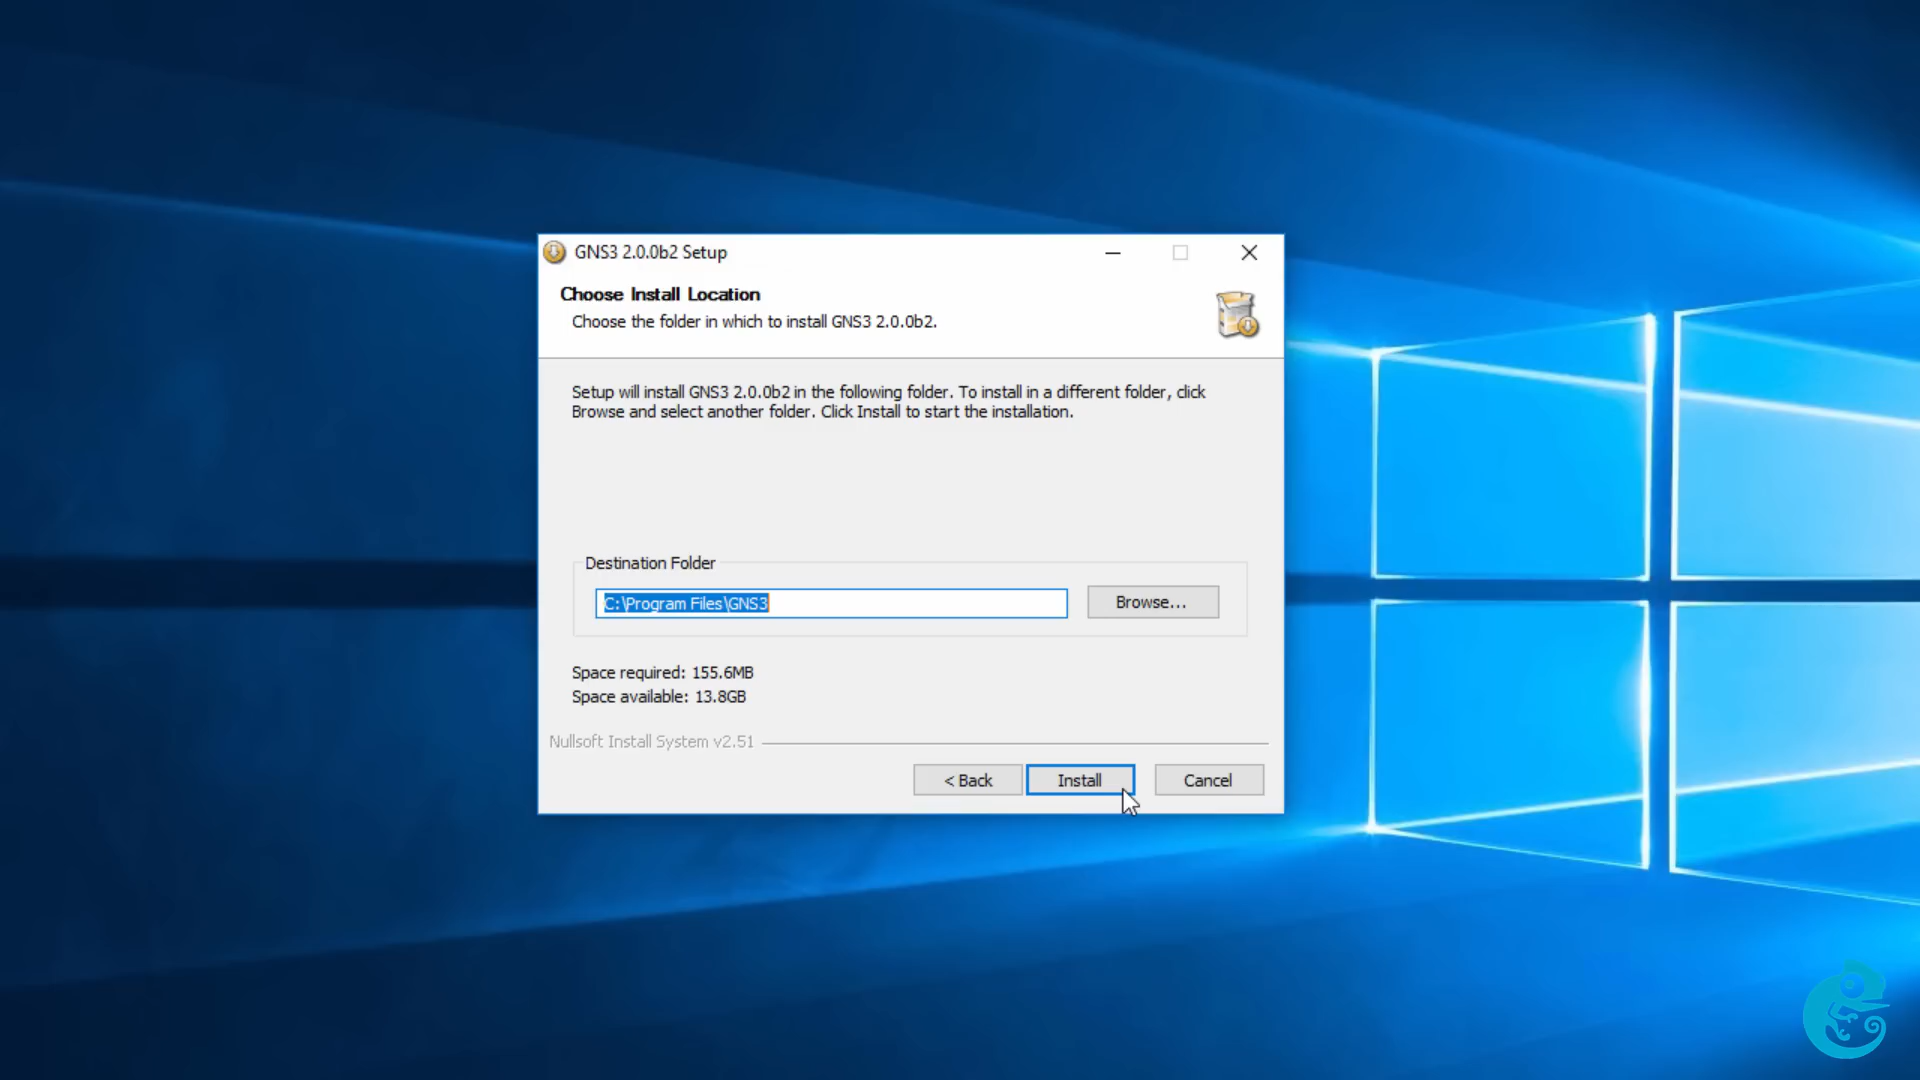 GNS3 2.0.0b2 Setup
Choose Install Location
Choose the folder in which to install GNS3 2.0.0b2.
Setup will install GNS3 2.0.0b2 in the following folder. To install in a different folder, click
Browse and select another folder. Click Install to start the installation.
Destination Folder
C:\Program Files\GNS3
Browse...
Space required: 155.6MB
Space available: 13.8GB
Nullsoft Install System v2.51
< Back
Install
Cancel